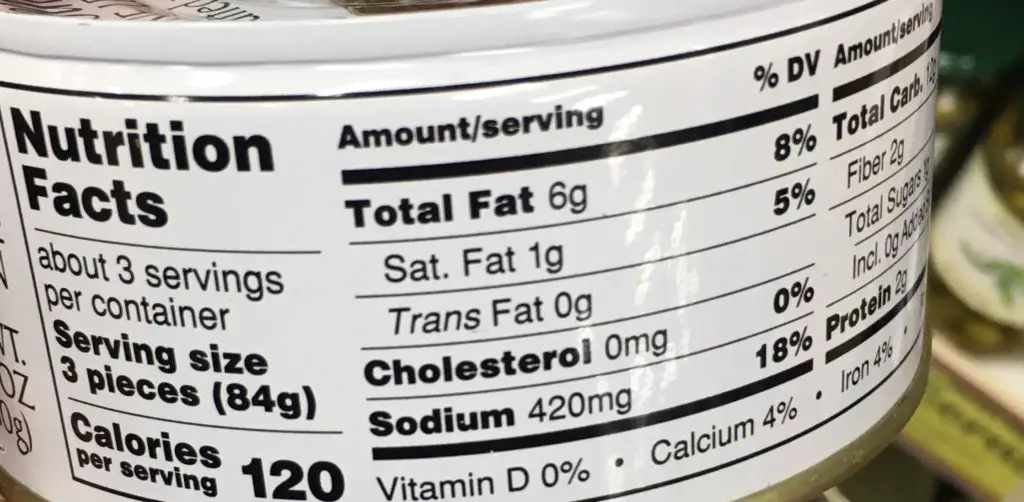 Nutrition
Facts
about 3 servings
per container
Serving size
3 pieces (84g)
Calories
per serving 120
Amount/serving % DV
Total Fat 6g 8%
Sat. Fat 1g 5%
Trans Fat 0g
Cholesterol 0mg 0%
Sodium 420mg 18%
Amount/serving
Total Carb.
Fiber 2g
Total Sugars
Incl. 0g
Protein 2g
Vitamin D 0% • Calcium 4% • Iron 4% •